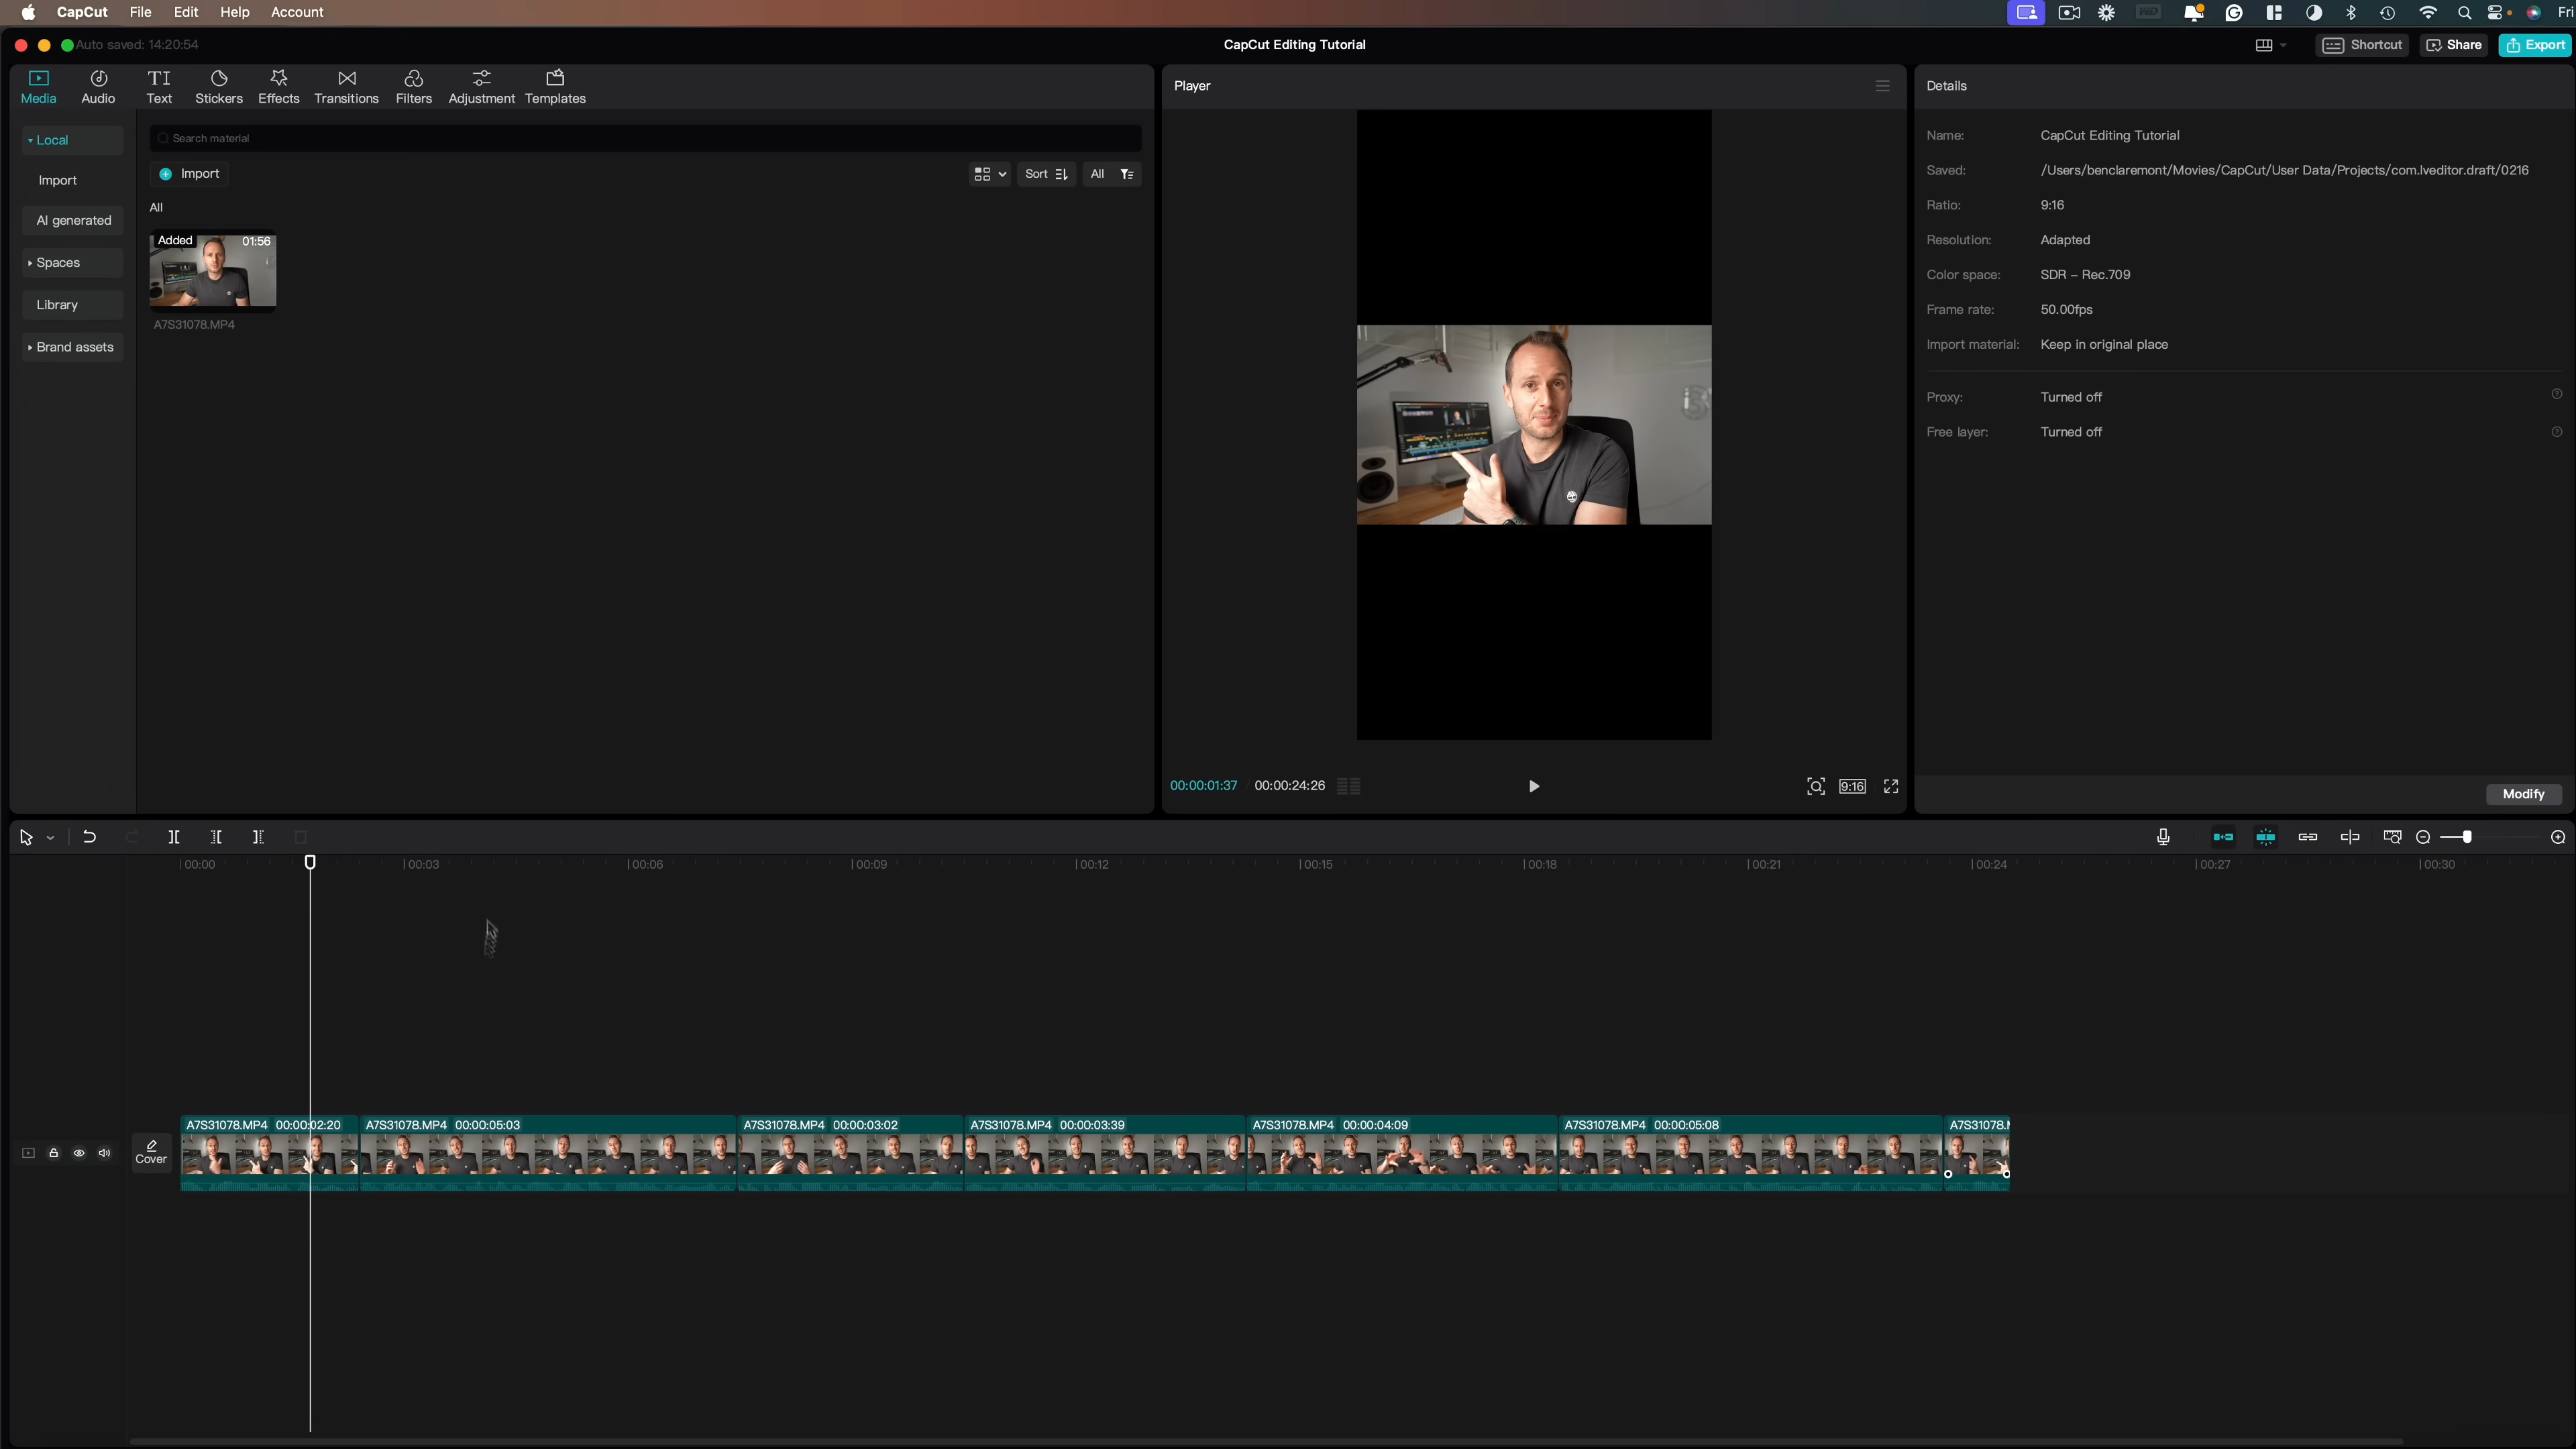 CapCut File Edit Help Account Fri
Auto saved: 14:20:54 CapCut Editing Tutorial Shortcut Share Export
Media Audio Text Stickers Effects Transitions Filters Adjustment Templates
Player
Details
Local
Import
AI generated
Spaces
Library
Brand assets
Search material
Import Sort All
All
Added 01:56
A7S31078.MP4
00:00:01:37 00:00:24:26 9:16
Name: CapCut Editing Tutorial
Saved: /Users/benclaremont/Movies/CapCut/User Data/Projects/com.lveditor.draft/0216
Ratio: 9:16
Resolution: Adapted
Color space: SDR – Rec.709
Frame rate: 50.00fps
Import material: Keep in original place
Proxy: Turned off
Free layer: Turned off
Modify
00:00 00:03 00:06 00:09 00:12 00:15 00:18 00:21 00:24 00:27 00:30
A7S31078.MP4 00:00:02:20 A7S31078.MP4 00:00:05:03 A7S31078.MP4 00:00:03:02 A7S31078.MP4 00:00:03:39 A7S31078.MP4 00:00:04:09 A7S31078.MP4 00:00:05:08 A7S31078.M
Cover